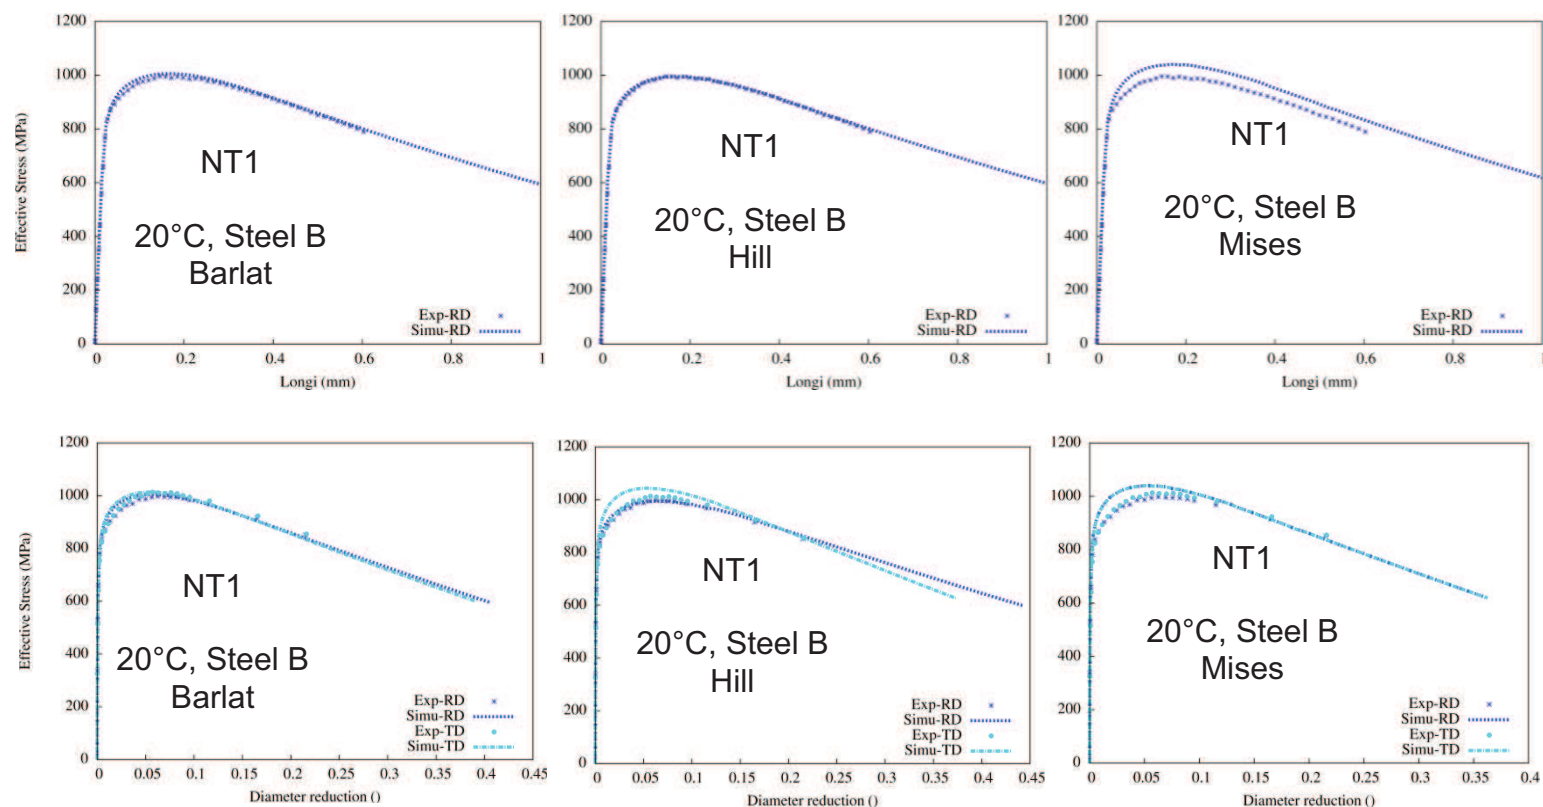 1200
1000
800
600
400
200
0
Effective Stress (MPa)
NT1
20°C, Steel B
Barlat
Exp-RD
Simu-RD
0 0.2 0.4 0.6 0.8 1
Longi (mm)
1200
1000
800
600
400
200
0
NT1
20°C, Steel B
Hill
Exp-RD
Simu-RD
0 0.2 0.4 0.6 0.8 1
Longi (mm)
1200
1000
800
600
400
200
0
NT1
20°C, Steel B
Mises
Exp-RD
Simu-RD
0 0.2 0.4 0.6 0.8 1
Longi (mm)
1200
1000
800
600
400
200
0
Effective Stress (MPa)
NT1
20°C, Steel B
Barlat
Exp-RD
Simu-RD
Exp-TD
Simu-TD
0 0.05 0.1 0.15 0.2 0.25 0.3 0.35 0.4 0.45
Diameter reduction ()
1200
1000
800
600
400
200
0
NT1
20°C, Steel B
Hill
Exp-RD
Simu-RD
Exp-TD
Simu-TD
0 0.05 0.1 0.15 0.2 0.25 0.3 0.35 0.4 0.45
Diameter reduction ()
1200
1000
800
600
400
200
0
NT1
20°C, Steel B
Mises
Exp-RD
Simu-RD
Exp-TD
Simu-TD
0 0.05 0.1 0.15 0.2 0.25 0.3 0.35 0.4
Diameter reduction ()